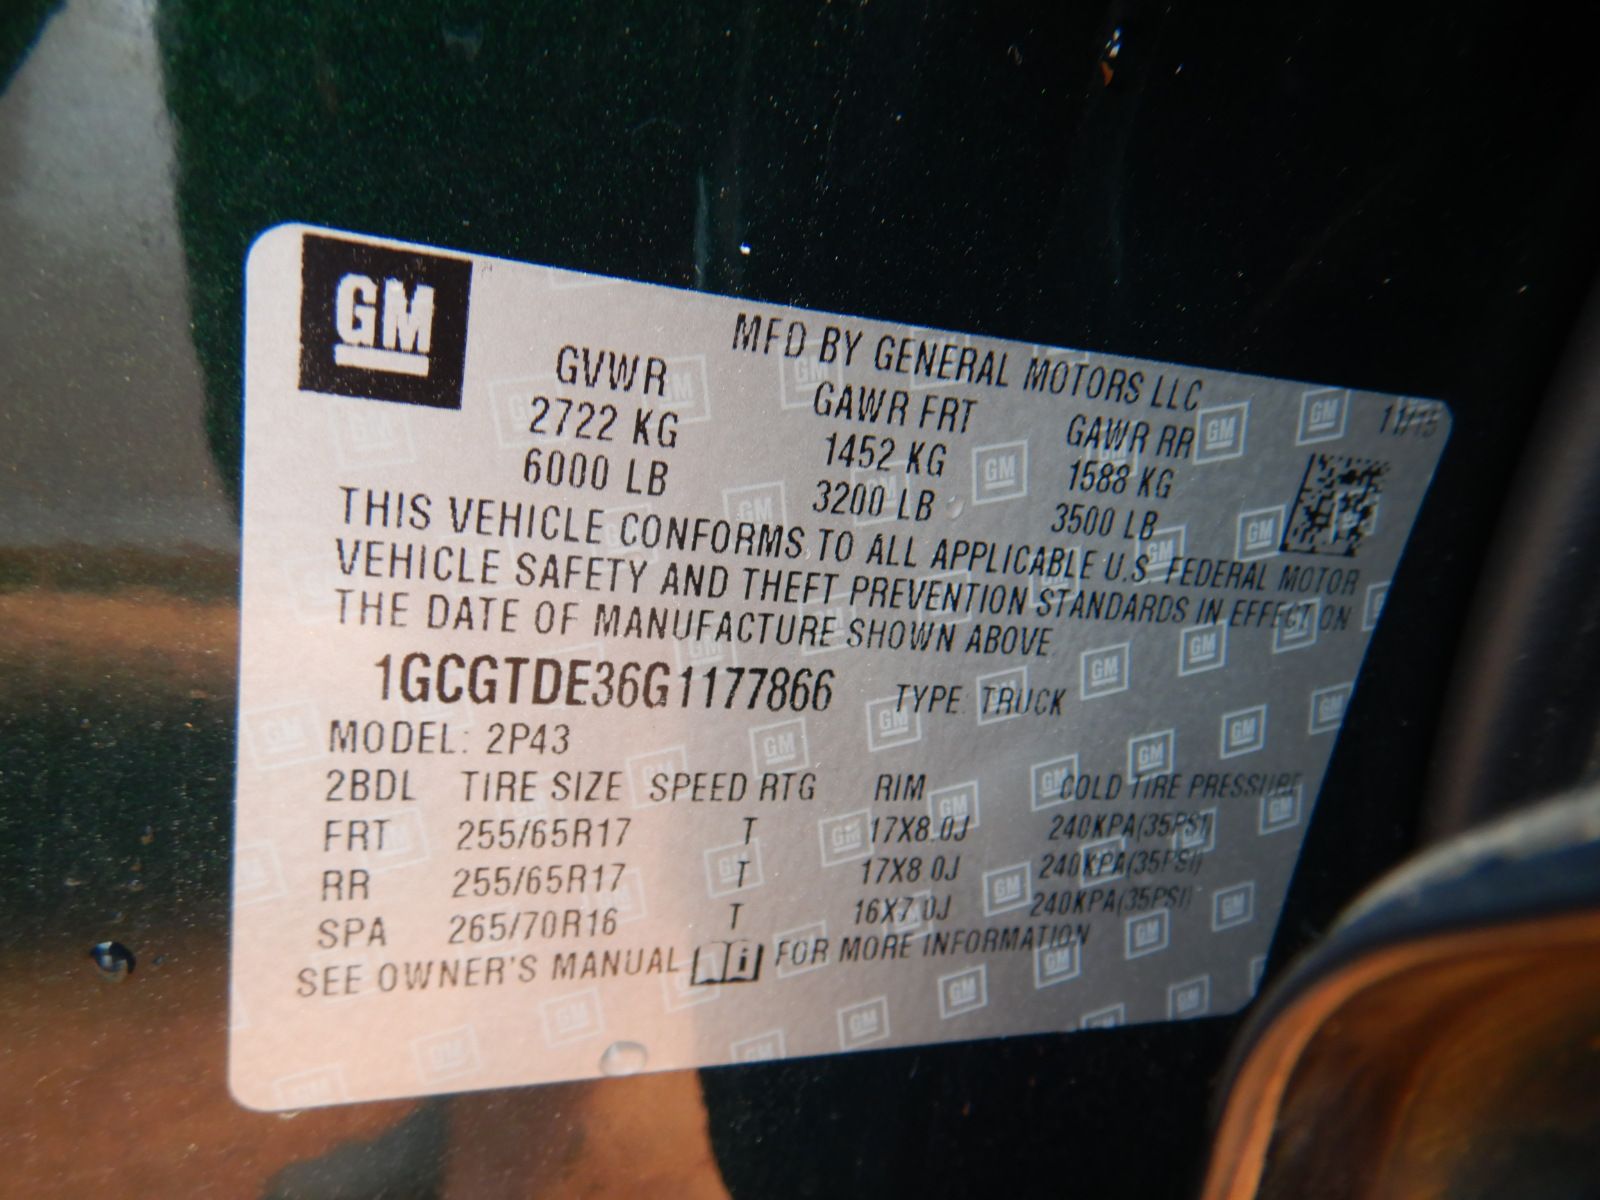 GM
MFD BY GENERAL MOTORS LLC 11/15
GVWR GAWR FRT GAWR RR
2722 KG 1452 KG 1588 KG
6000 LB 3200 LB 3500 LB
THIS VEHICLE CONFORMS TO ALL APPLICABLE U.S. FEDERAL MOTOR
VEHICLE SAFETY AND THEFT PREVENTION STANDARDS IN EFFECT ON
THE DATE OF MANUFACTURE SHOWN ABOVE.
1GCGTDE36G1177866 TYPE: TRUCK
MODEL: 2P43
2BDL TIRE SIZE SPEED RTG RIM COLD TIRE PRESSURE
FRT 255/65R17 T 17X8.0J 240KPA(35PSI)
RR 255/65R17 T 17X8.0J 240KPA(35PSI)
SPA 265/70R16 T 16X7.0J 240KPA(35PSI)
SEE OWNER'S MANUAL FOR MORE INFORMATION